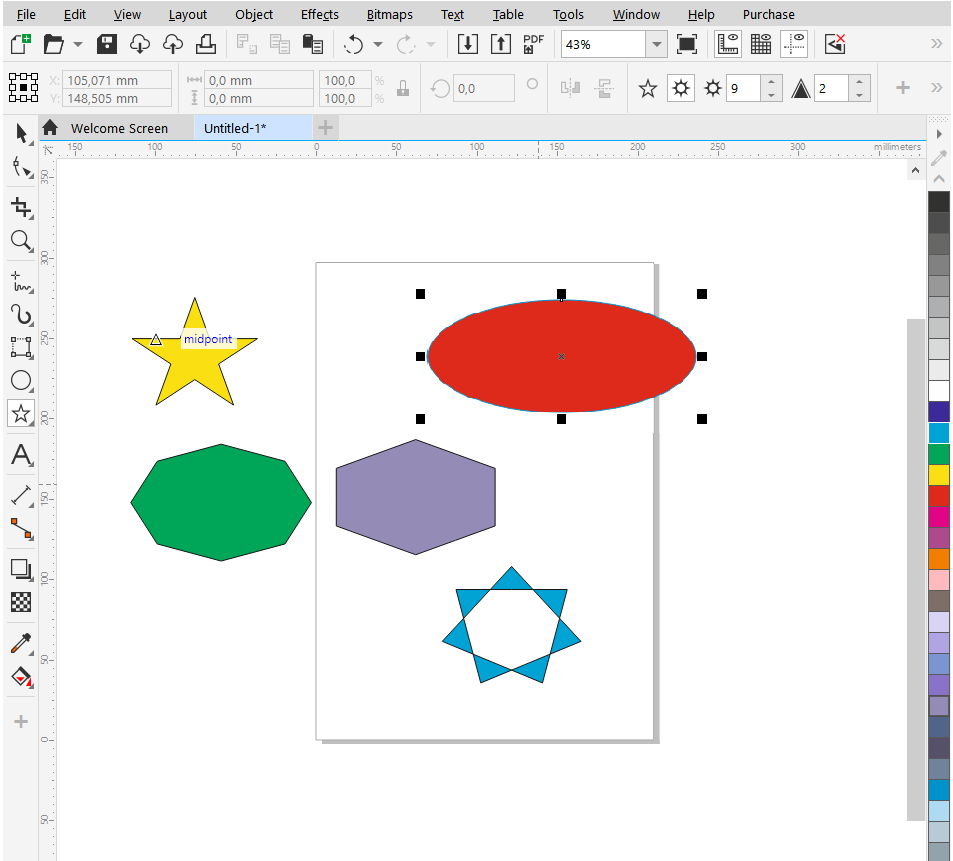 File Edit View Layout Object Effects Bitmaps Text Table Tools Window Help Purchase
PDF 43%
X: 105,071 mm 0,0 mm 100,0 % 0,0 9 2
Y: 148,505 mm 0,0 mm 100,0 %
Welcome Screen Untitled-1*
150 100 50 0 50 100 150 200 250 300 millimeters
350
300
250
midpoint
200
A
150
100
50
0
50